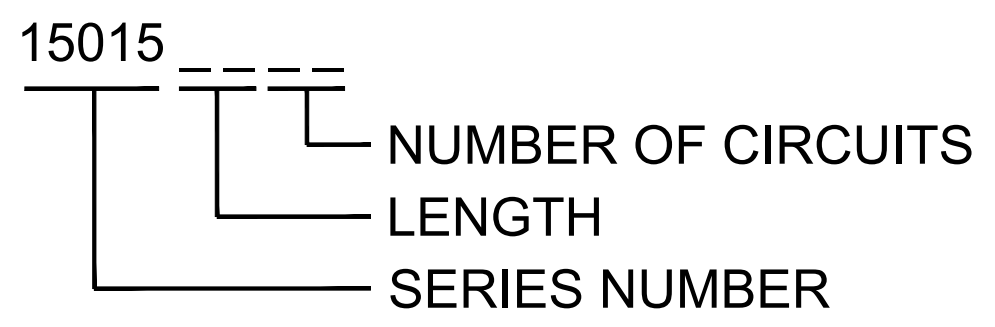 15015 _ _ _ _
NUMBER OF CIRCUITS
LENGTH
SERIES NUMBER